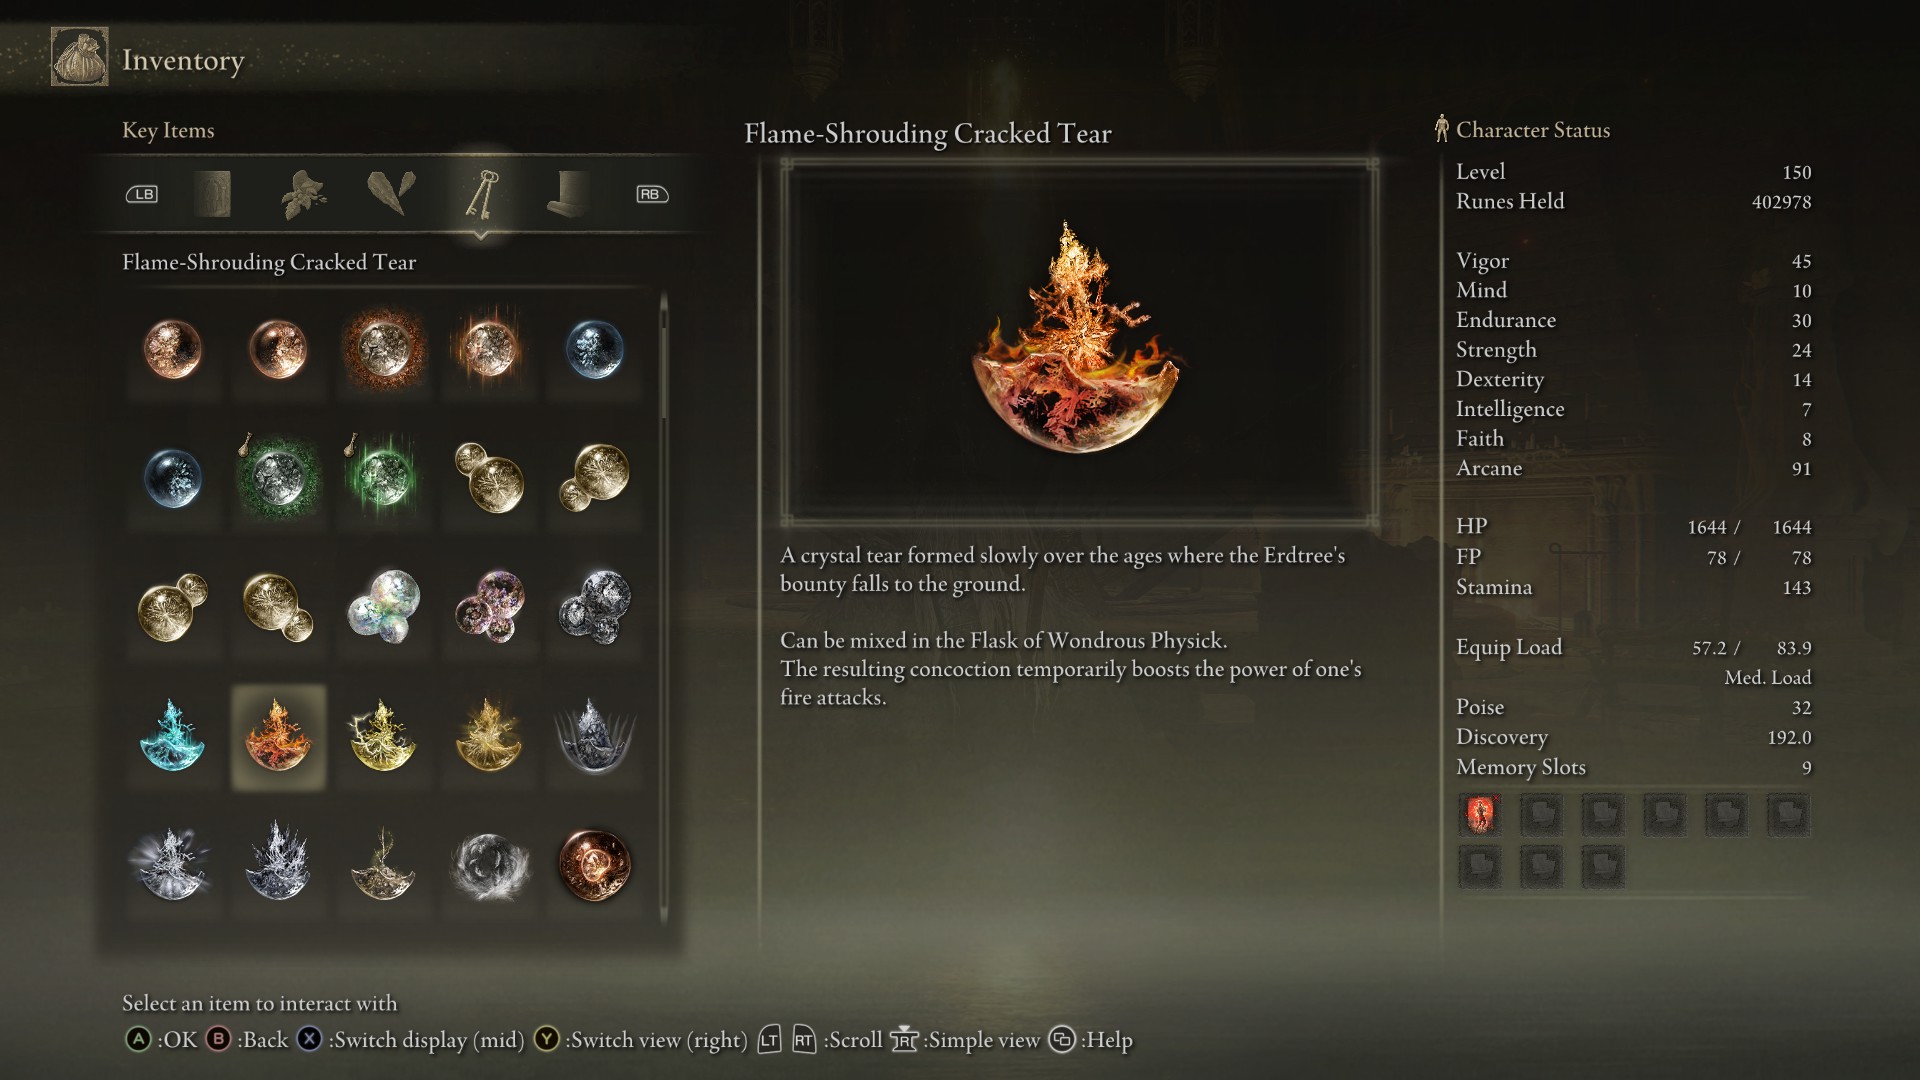 Inventory
Key Items
LB
RB
Flame-Shrouding Cracked Tear
Flame-Shrouding Cracked Tear
A crystal tear formed slowly over the ages where the Erdtree's
bounty falls to the ground.
Can be mixed in the Flask of Wondrous Physick.
The resulting concoction temporarily boosts the power of one's
fire attacks.
Character Status
Level 150
Runes Held 402978
Vigor 45
Mind 10
Endurance 30
Strength 24
Dexterity 14
Intelligence 7
Faith 8
Arcane 91
HP 1644 / 1644
FP 78 / 78
Stamina 143
Equip Load 57.2 / 83.9
Med. Load
Poise 32
Discovery 192.0
Memory Slots 9
Select an item to interact with
A :OK B :Back X :Switch display (mid) Y :Switch view (right) LT RT :Scroll R :Simple view :Help